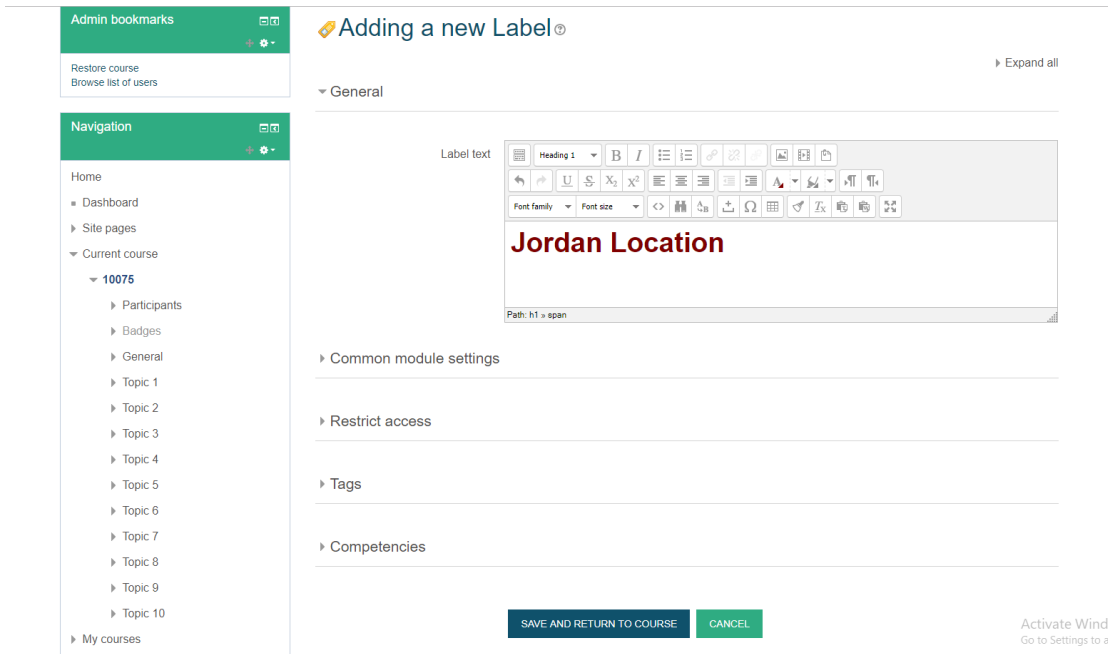 Admin bookmarks
Restore course
Browse list of users
Navigation
Home
Dashboard
Site pages
Current course
10075
Participants
Badges
General
Topic 1
Topic 2
Topic 3
Topic 4
Topic 5
Topic 6
Topic 7
Topic 8
Topic 9
Topic 10
My courses
Adding a new Label
Expand all
General
Label text
Heading 1
B I
U S X₂ X²
A
Font family Font size
Ω Tx
Jordan Location
Path: h1 » span
Common module settings
Restrict access
Tags
Competencies
SAVE AND RETURN TO COURSE CANCEL
Activate Wind
Go to Settings to a